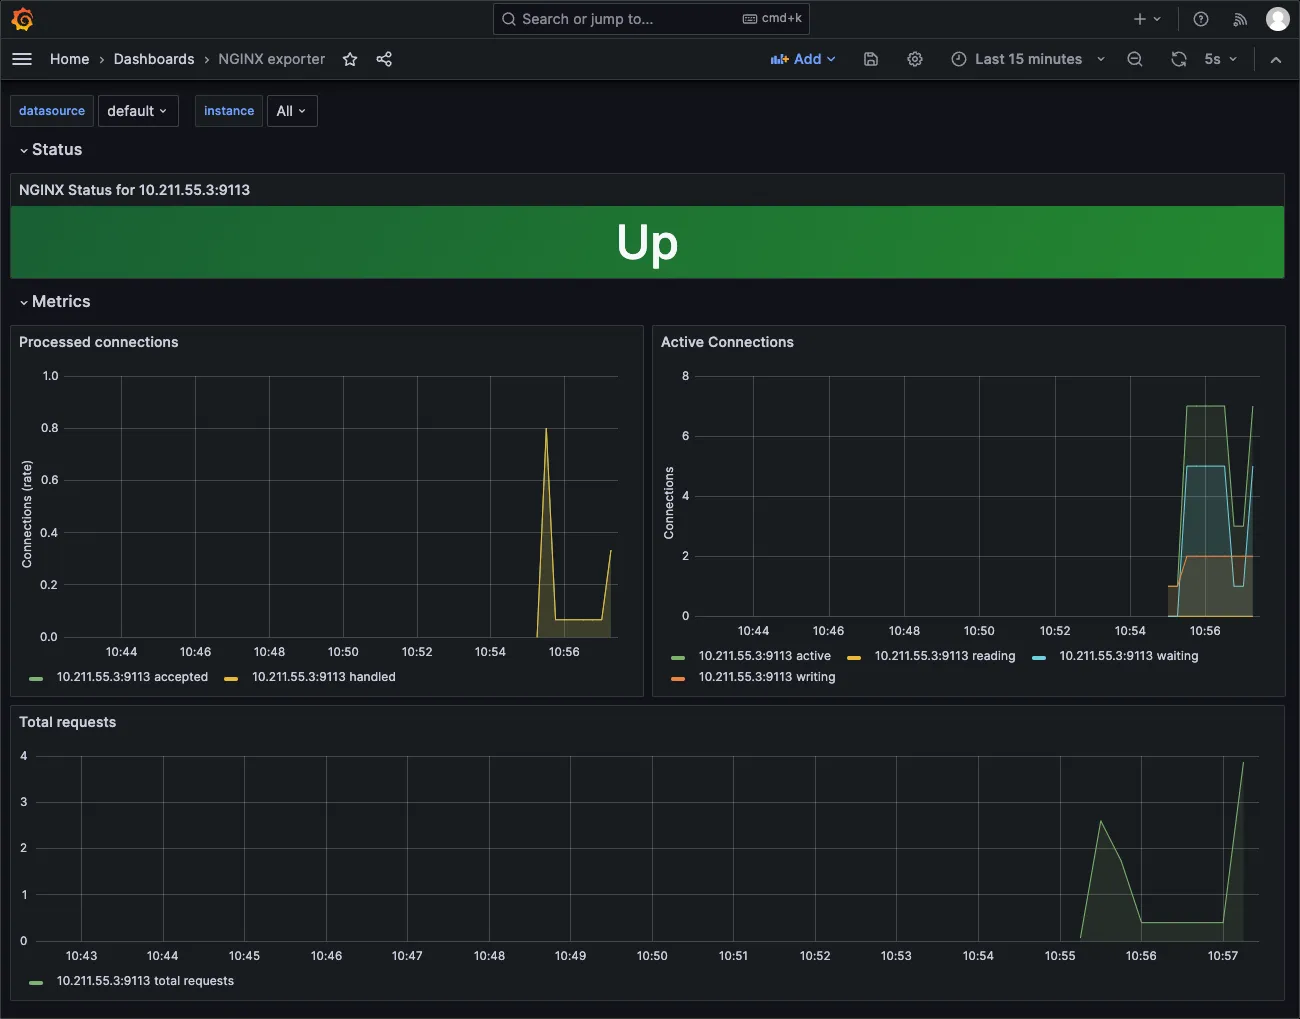 Search or jump to... cmd+k
Home › Dashboards › NGINX exporter Add Last 15 minutes 5s
datasource default instance All
Status
NGINX Status for 10.211.55.3:9113
Up
Metrics
Processed connections
Connections (rate)
1.0
0.8
0.6
0.4
0.2
0.0
10:44 10:46 10:48 10:50 10:52 10:54 10:56
10.211.55.3:9113 accepted 10.211.55.3:9113 handled
Active Connections
Connections
8
6
4
2
0
10:44 10:46 10:48 10:50 10:52 10:54 10:56
10.211.55.3:9113 active 10.211.55.3:9113 reading 10.211.55.3:9113 waiting
10.211.55.3:9113 writing
Total requests
4
3
2
1
0
10:43 10:44 10:45 10:46 10:47 10:48 10:49 10:50 10:51 10:52 10:53 10:54 10:55 10:56 10:57
10.211.55.3:9113 total requests